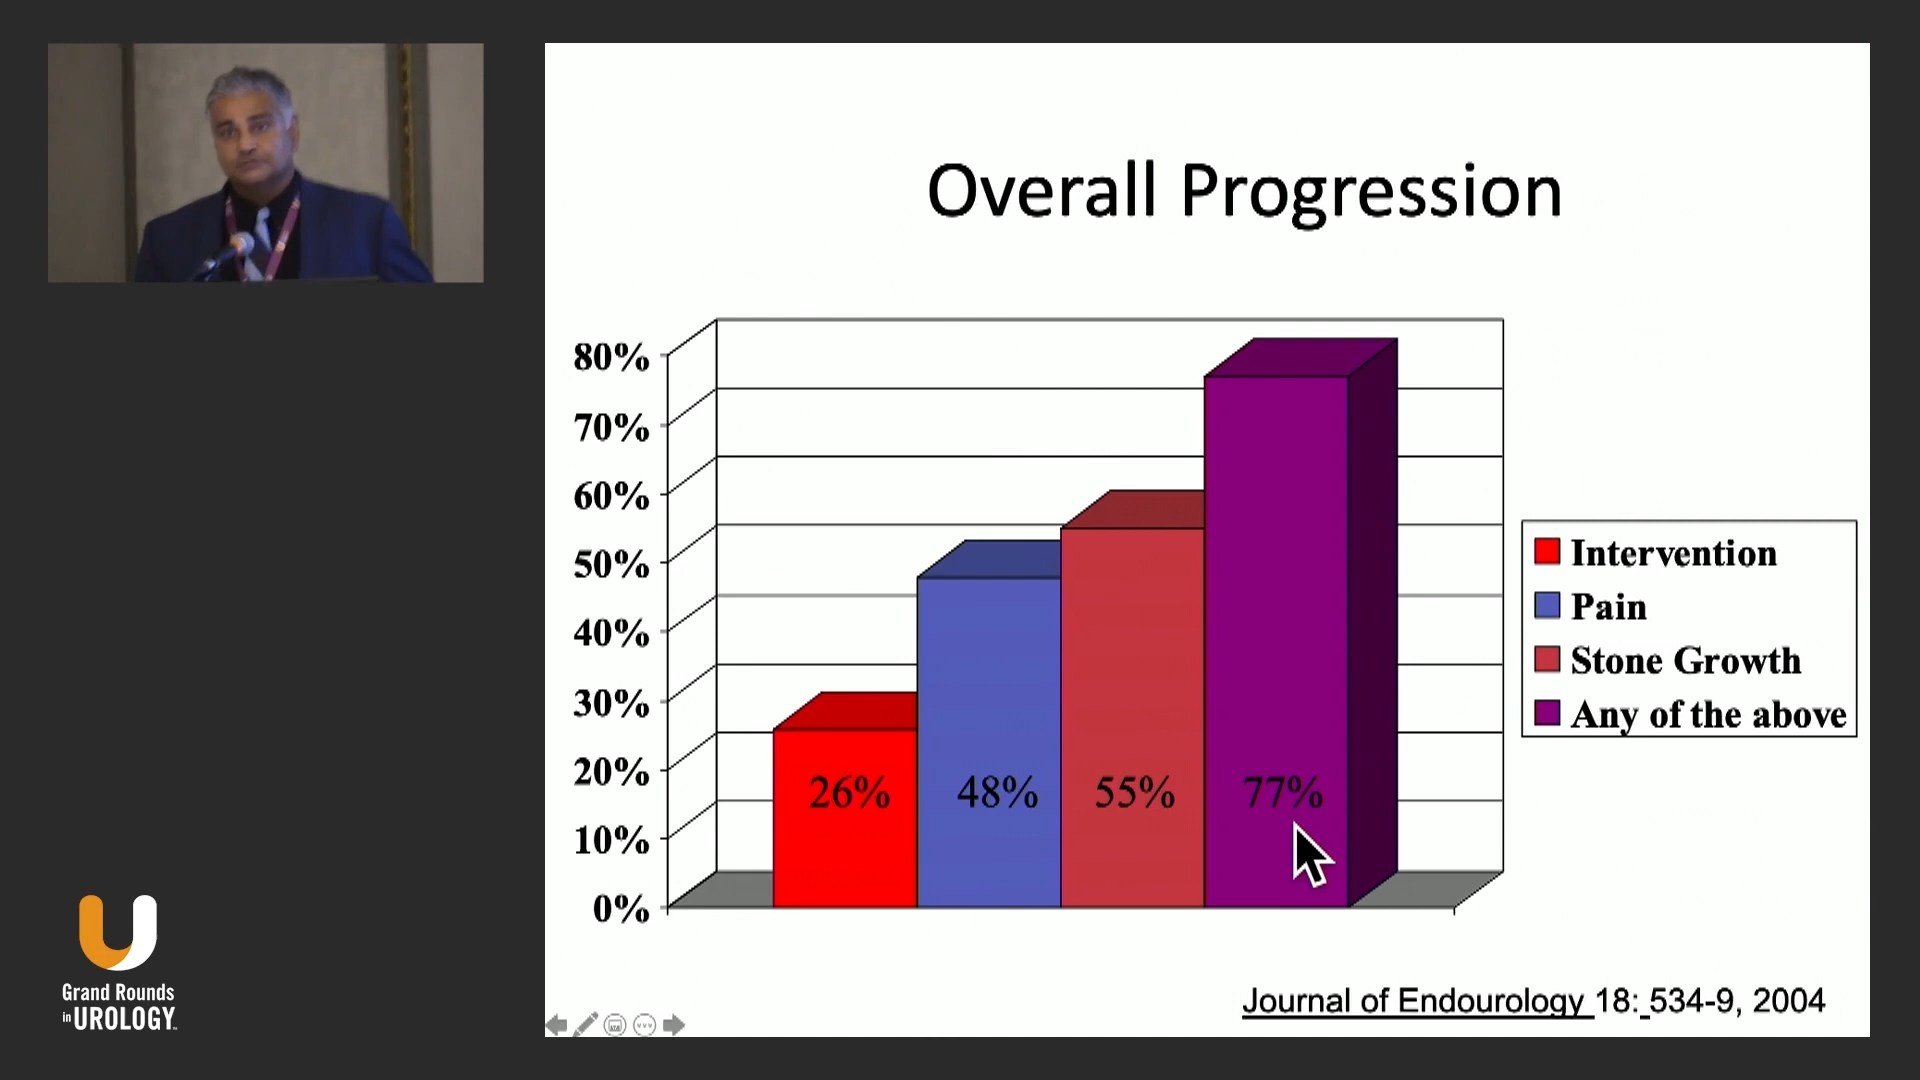 Overall Progression
80%
70%
60%
50%
40%
30%
20%
10%
0%
26%
48%
55%
77%
Intervention
Pain
Stone Growth
Any of the above
Journal of Endourology 18: 534-9, 2004
U
Grand Rounds
in UROLOGY